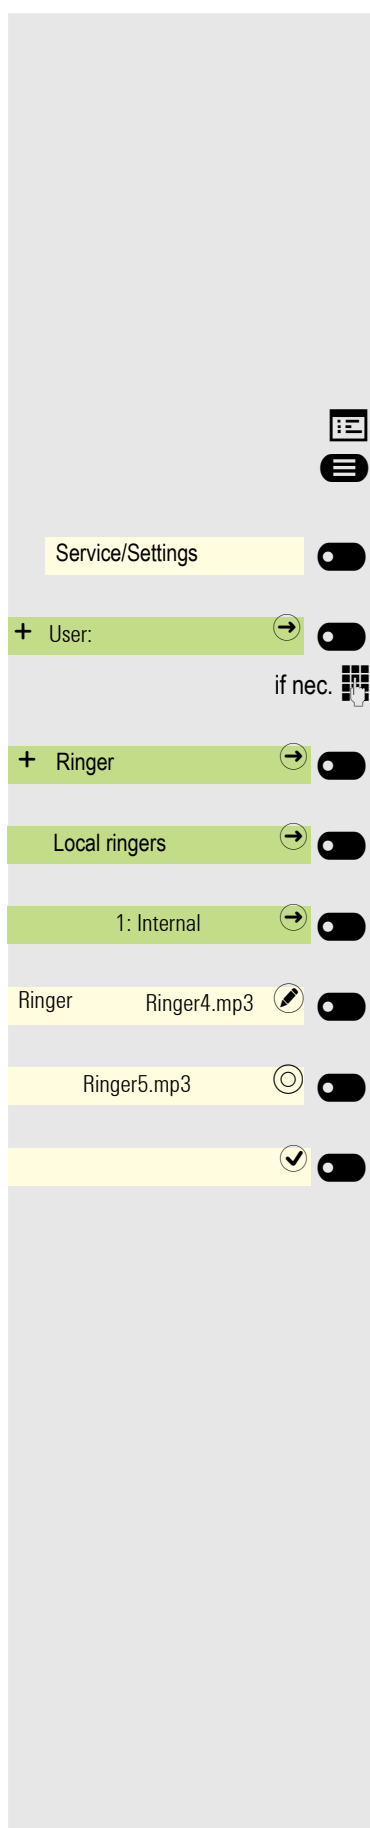 Service/Settings
+ User:
if nec.
+ Ringer
Local ringers
1: Internal
Ringer Ringer4.mp3
Ringer5.mp3